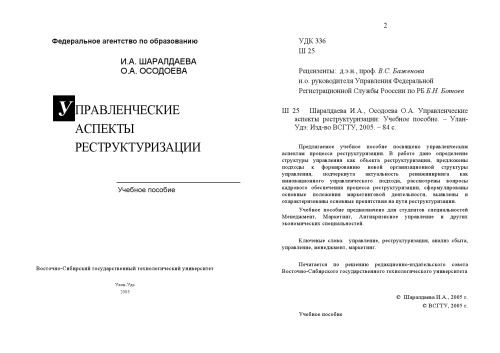 Федеральное агентство по образованию
И.А. ШАРАЛДАЕВА
О.А. ОСОДОЕВА
УПРАВЛЕНЧЕСКИЕ
АСПЕКТЫ
РЕСТРУКТУРИЗАЦИИ
Учебное пособие
Восточно-Сибирский государственный технологический университет
Улан-Удэ
2005
2
УДК 336
Ш 25
Рецензенты: д.э.н., проф. В.С. Баженова
и.о. руководителя Управления Федеральной
Регистрационной Службы России по РБ Б.Н. Ботоев
Ш 25 Шаралдаева И.А., Осодоева О.А. Управленческие
аспекты реструктуризации: Учебное пособие. – Улан-
Удэ: Изд-во ВСГТУ, 2005. – 84 с.
Предлагаемое учебное пособие посвящено управленческим
аспектам процесса реструктуризации. В работе дано определение
структуры управления как объекта реструктуризации, предложены
подходы к формированию новой организационной структуры
управления, подчеркнута актуальность реинжиниринга как
инновационного управленческого подхода, рассмотрены вопросы
кадрового обеспечения процесса реструктуризации, сформулированы
основные положения маркетинговой деятельности, выявлены и
охарактеризованы основные препятствия на пути реструктуризации.
Учебное пособие предназначено для студентов специальностей
Менеджмент, Маркетинг, Антикризисное управление и других
экономических специальностей.
Ключевые слова: управление, реструктуризация, анализ сбыта,
управление, менеджмент, маркетинг.
Печатается по решению редакционно-издательского совета
Восточно-Сибирского государственного технологического университета
© Шаралдаева И.А., 2005 г.
© ВСГТУ, 2005 г.
Учебное пособие